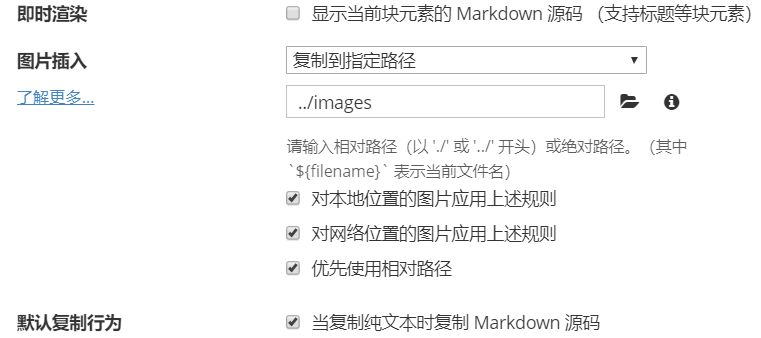 即时渲染
显示当前块元素的 Markdown 源码 （支持标题等块元素）
图片插入
复制到指定路径
了解更多...
../images
请输入相对路径（以 './' 或 '../' 开头）或绝对路径。（其中
`${filename}` 表示当前文件名）
对本地位置的图片应用上述规则
对网络位置的图片应用上述规则
优先使用相对路径
默认复制行为
当复制纯文本时复制 Markdown 源码